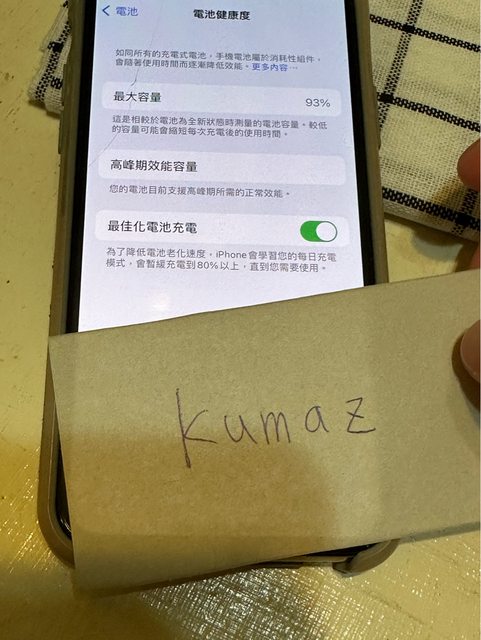 電池
電池健康度
如同所有的充電式電池，手機電池屬於消耗性組件，
會隨著使用時間而逐漸降低效能。更多內容⋯
最大容量 93%
這是相較於電池為全新狀態時測量的電池容量。較低
的容量可能會縮短每次充電後的使用時間。
高峰期效能容量
您的電池目前支援高峰期所需的正常效能。
最佳化電池充電
為了降低電池老化速度，iPhone會學習您的每日充電
模式，會暫緩充電到80%以上，直到您需要使用。
kumaz